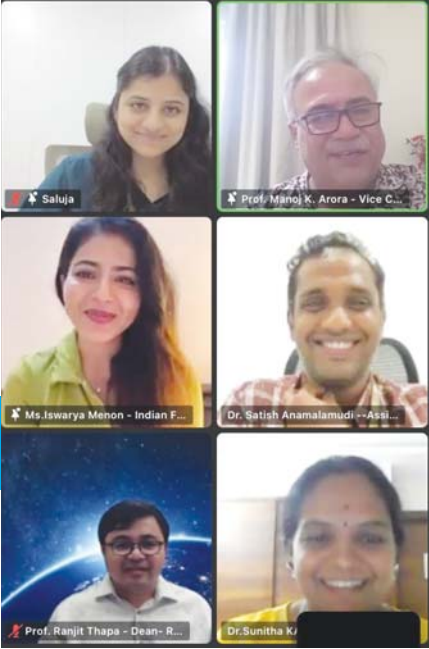 Saluja
Prof. Manoj K. Arora - Vice C...
Ms.Iswarya Menon - Indian F...
Dr. Satish Anamalamudi --Assi...
Prof. Ranjit Thapa - Dean- R...
Dr.Sunitha